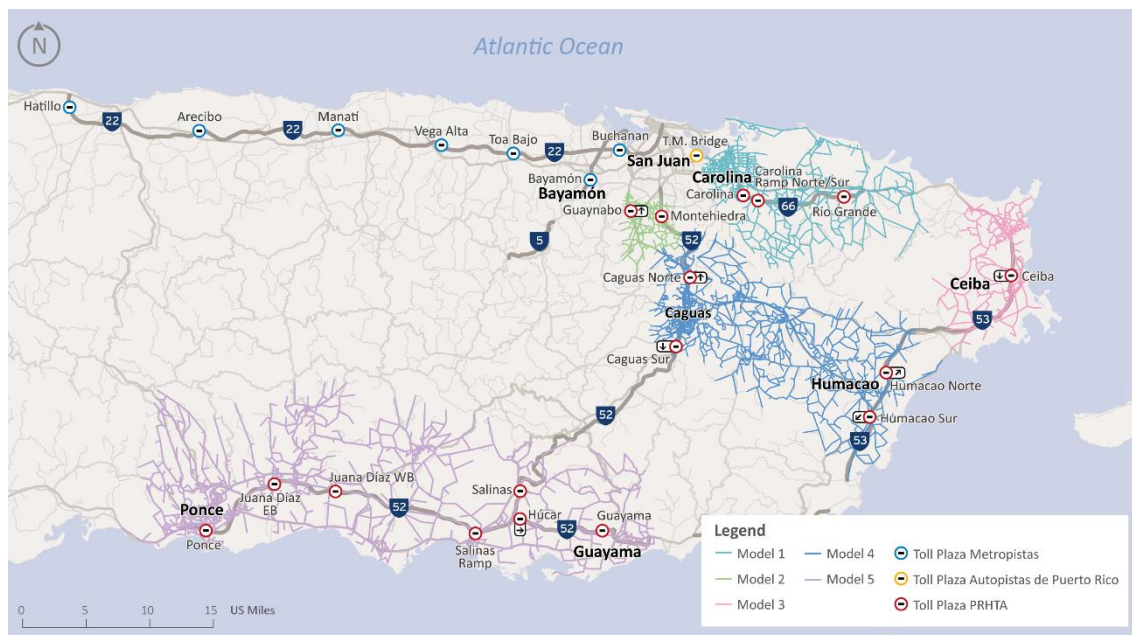 N
Atlantic Ocean
Hatillo
22
Arecibo
22
Manatí
Vega Alta
Toa Bajo
22
Buchanan
T.M. Bridge
San Juan
Bayamón
Bayamón
Carolina
Carolina
Ramp Norte/Sur
Carolina
66
Río Grande
Guaynabo
Montehiedra
5
52
Caguas Norte
Caguas
Caguas Sur
Ceiba
Ceiba
53
Humacao
Humacao Norte
Humacao Sur
53
52
Juana Díaz WB
Juana Díaz
EB
52
Ponce
Ponce
Salinas
Húcar
52
Guayama
Salinas
Ramp
Guayama
0 5 10 15 US Miles
Legend
Model 1
Model 2
Model 3
Model 4
Model 5
Toll Plaza Metropistas
Toll Plaza Autopistas de Puerto Rico
Toll Plaza PRHTA